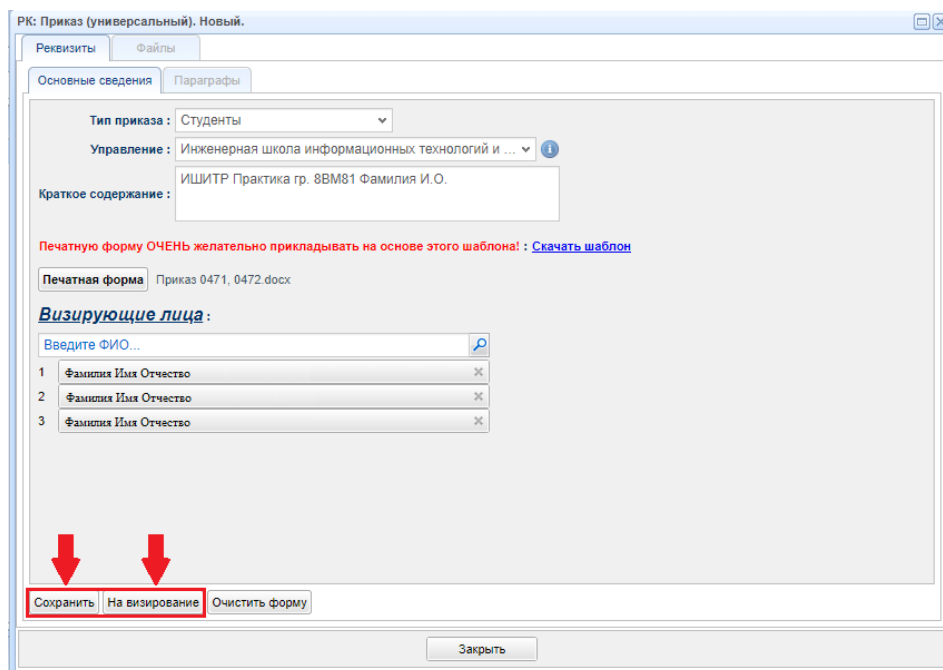 РК: Приказ (универсальный). Новый.
Реквизиты Файлы
Основные сведения Параграфы
Тип приказа : Студенты
Управление : Инженерная школа информационных технологий и ...
Краткое содержание : ИШИТР Практика гр. 8ВМ81 Фамилия И.О.
Печатную форму ОЧЕНЬ желательно прикладывать на основе этого шаблона! : Скачать шаблон
Печатная форма Приказ 0471, 0472.docx
Визирующие лица :
Введите ФИО...
1 Фамилия Имя Отчество
2 Фамилия Имя Отчество
3 Фамилия Имя Отчество
Сохранить На визирование Очистить форму
Закрыть